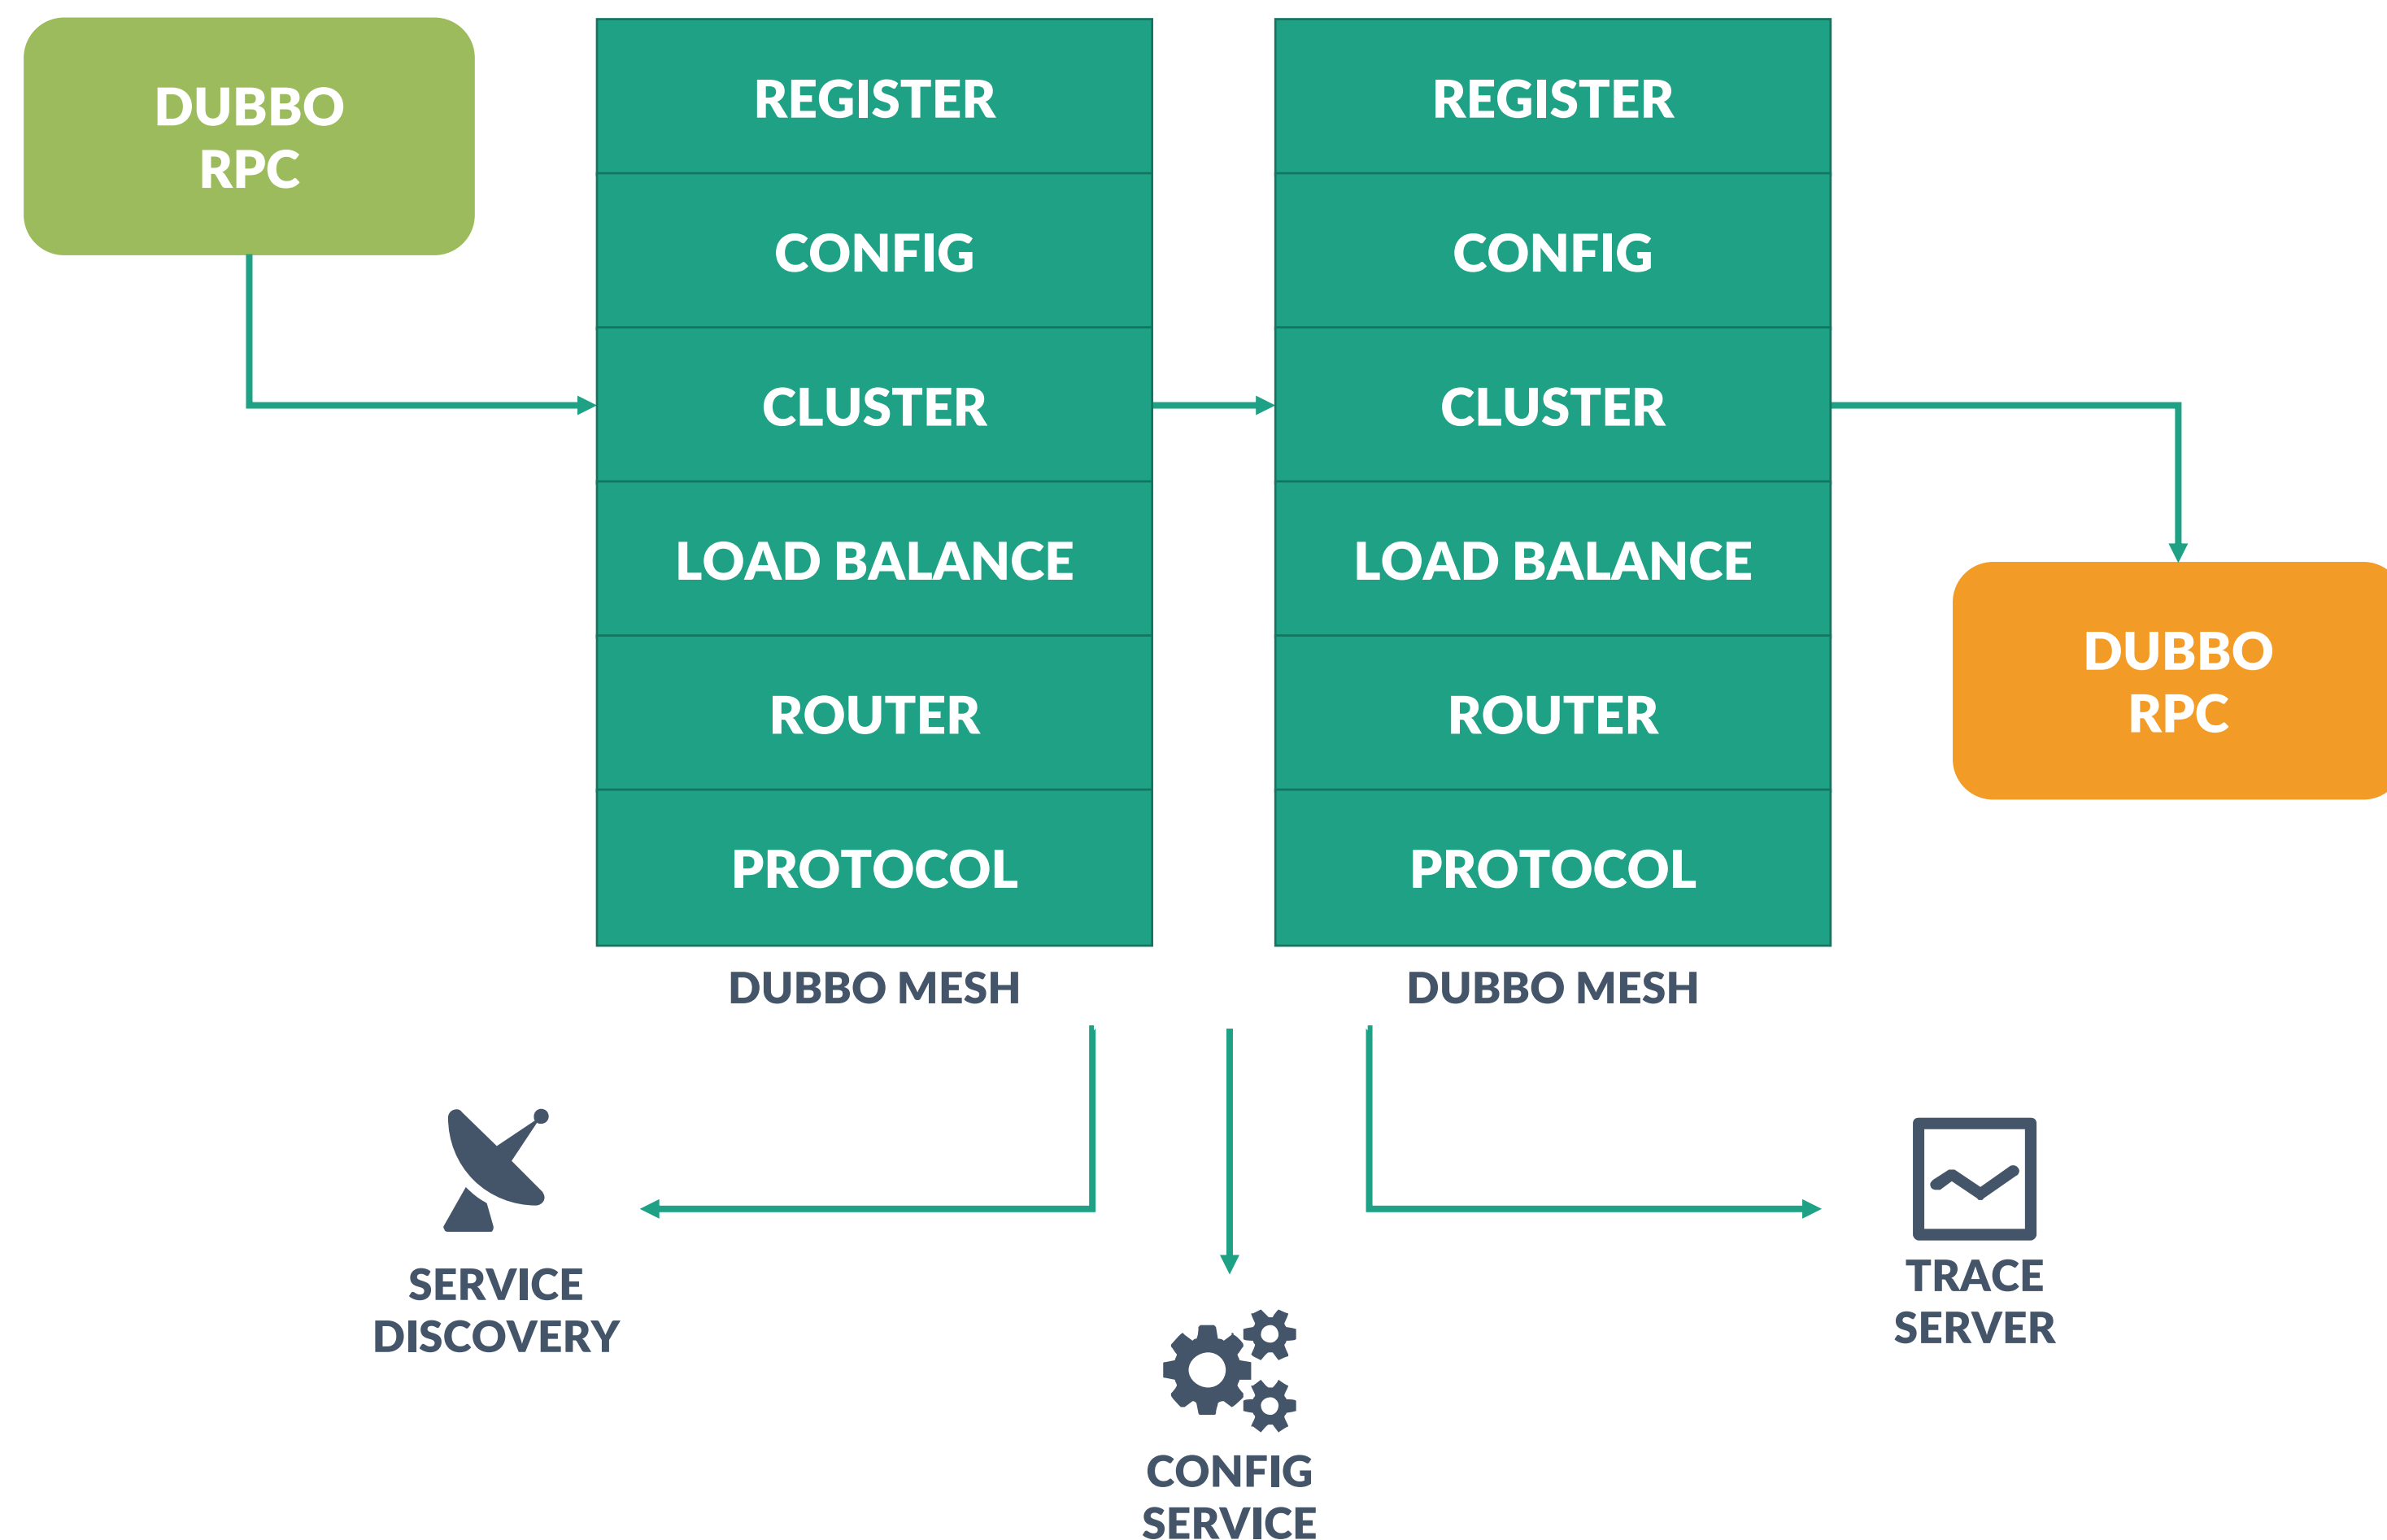 DUBBO
RPC
REGISTER
CONFIG
CLUSTER
LOAD BALANCE
ROUTER
PROTOCOL
DUBBO MESH
REGISTER
CONFIG
CLUSTER
LOAD BALANCE
ROUTER
PROTOCOL
DUBBO MESH
DUBBO
RPC
SERVICE
DISCOVERY
CONFIG
SERVICE
TRACE
SERVER